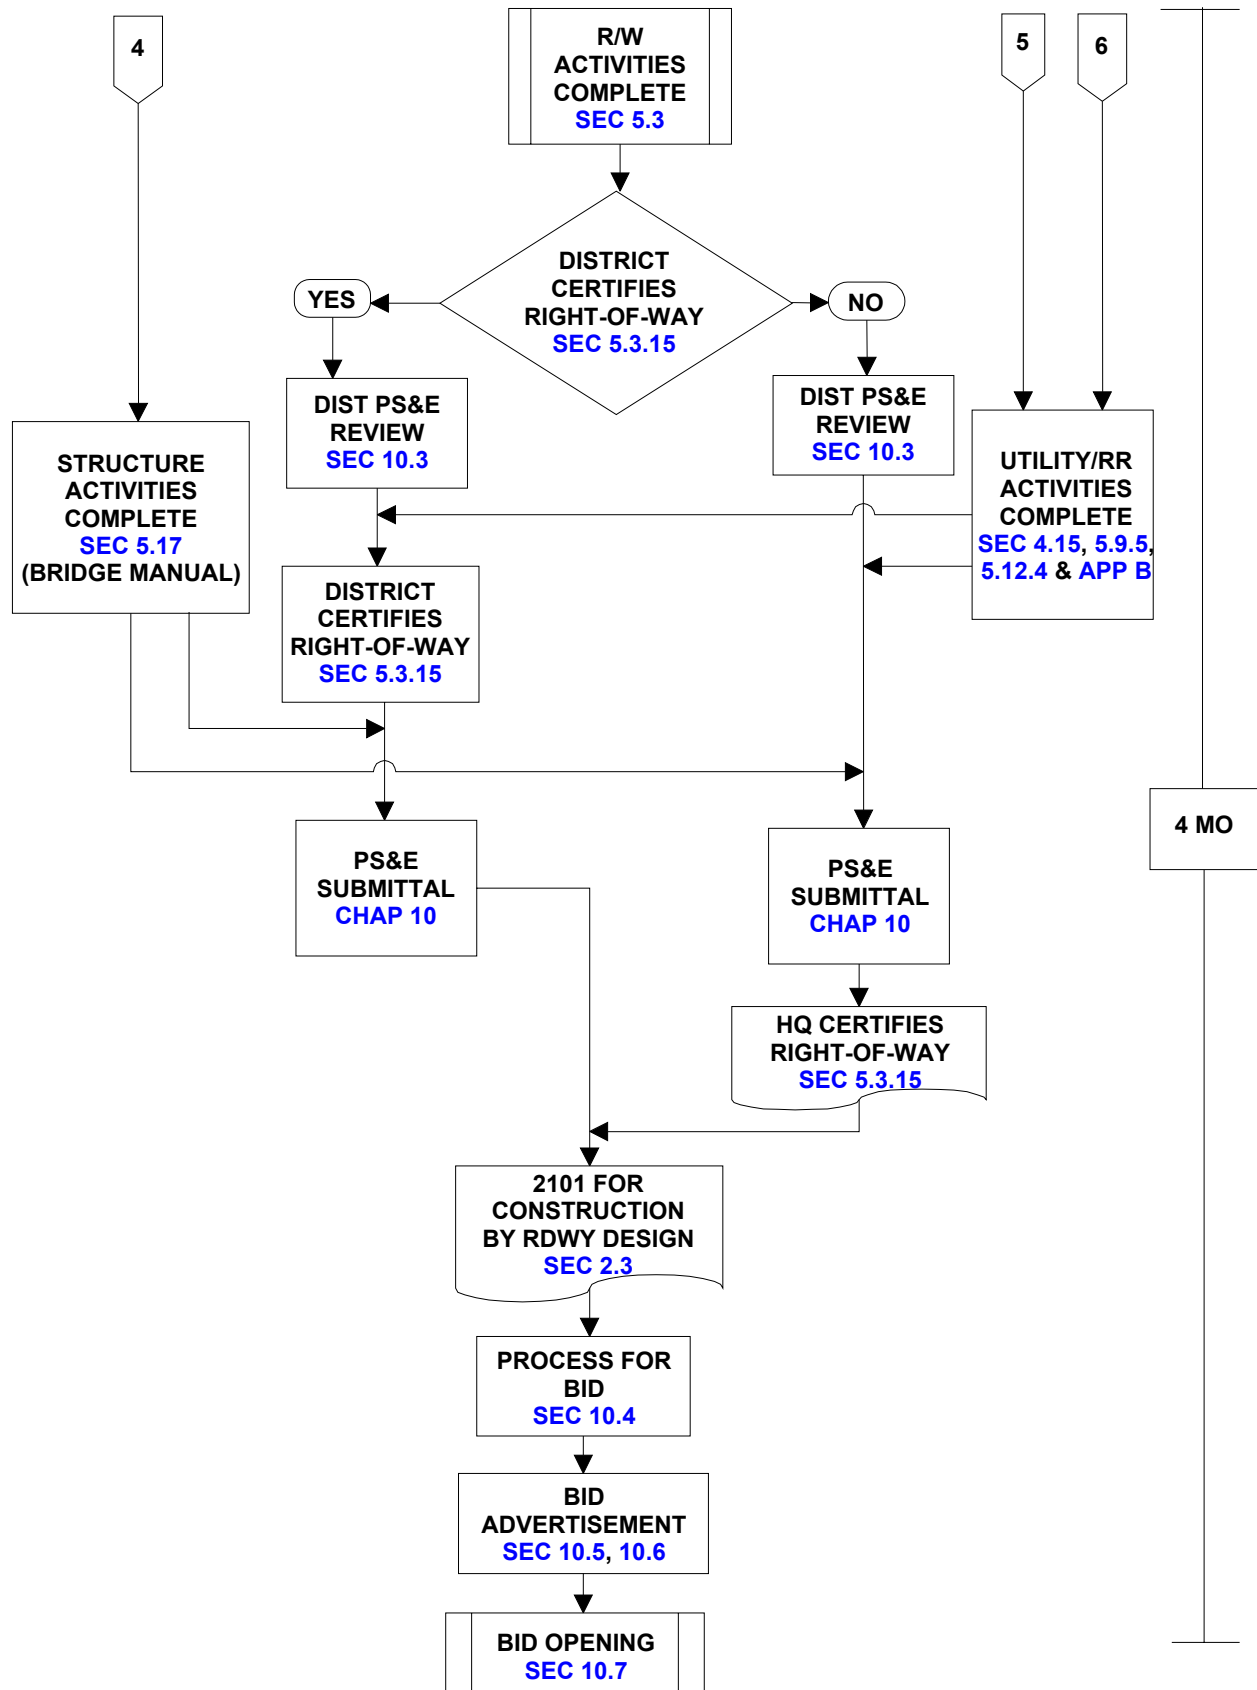 4
R/W
ACTIVITIES
COMPLETE
SEC 5.3
5
6
DISTRICT
CERTIFIES
RIGHT-OF-WAY
SEC 5.3.15
YES
NO
DIST PS&E
REVIEW
SEC 10.3
DIST PS&E
REVIEW
SEC 10.3
STRUCTURE
ACTIVITIES
COMPLETE
SEC 5.17
(BRIDGE MANUAL)
UTILITY/RR
ACTIVITIES
COMPLETE
SEC 4.15, 5.9.5,
5.12.4 & APP B
DISTRICT
CERTIFIES
RIGHT-OF-WAY
SEC 5.3.15
PS&E
SUBMITTAL
CHAP 10
PS&E
SUBMITTAL
CHAP 10
4 MO
HQ CERTIFIES
RIGHT-OF-WAY
SEC 5.3.15
2101 FOR
CONSTRUCTION
BY RDWY DESIGN
SEC 2.3
PROCESS FOR
BID
SEC 10.4
BID
ADVERTISEMENT
SEC 10.5, 10.6
BID OPENING
SEC 10.7